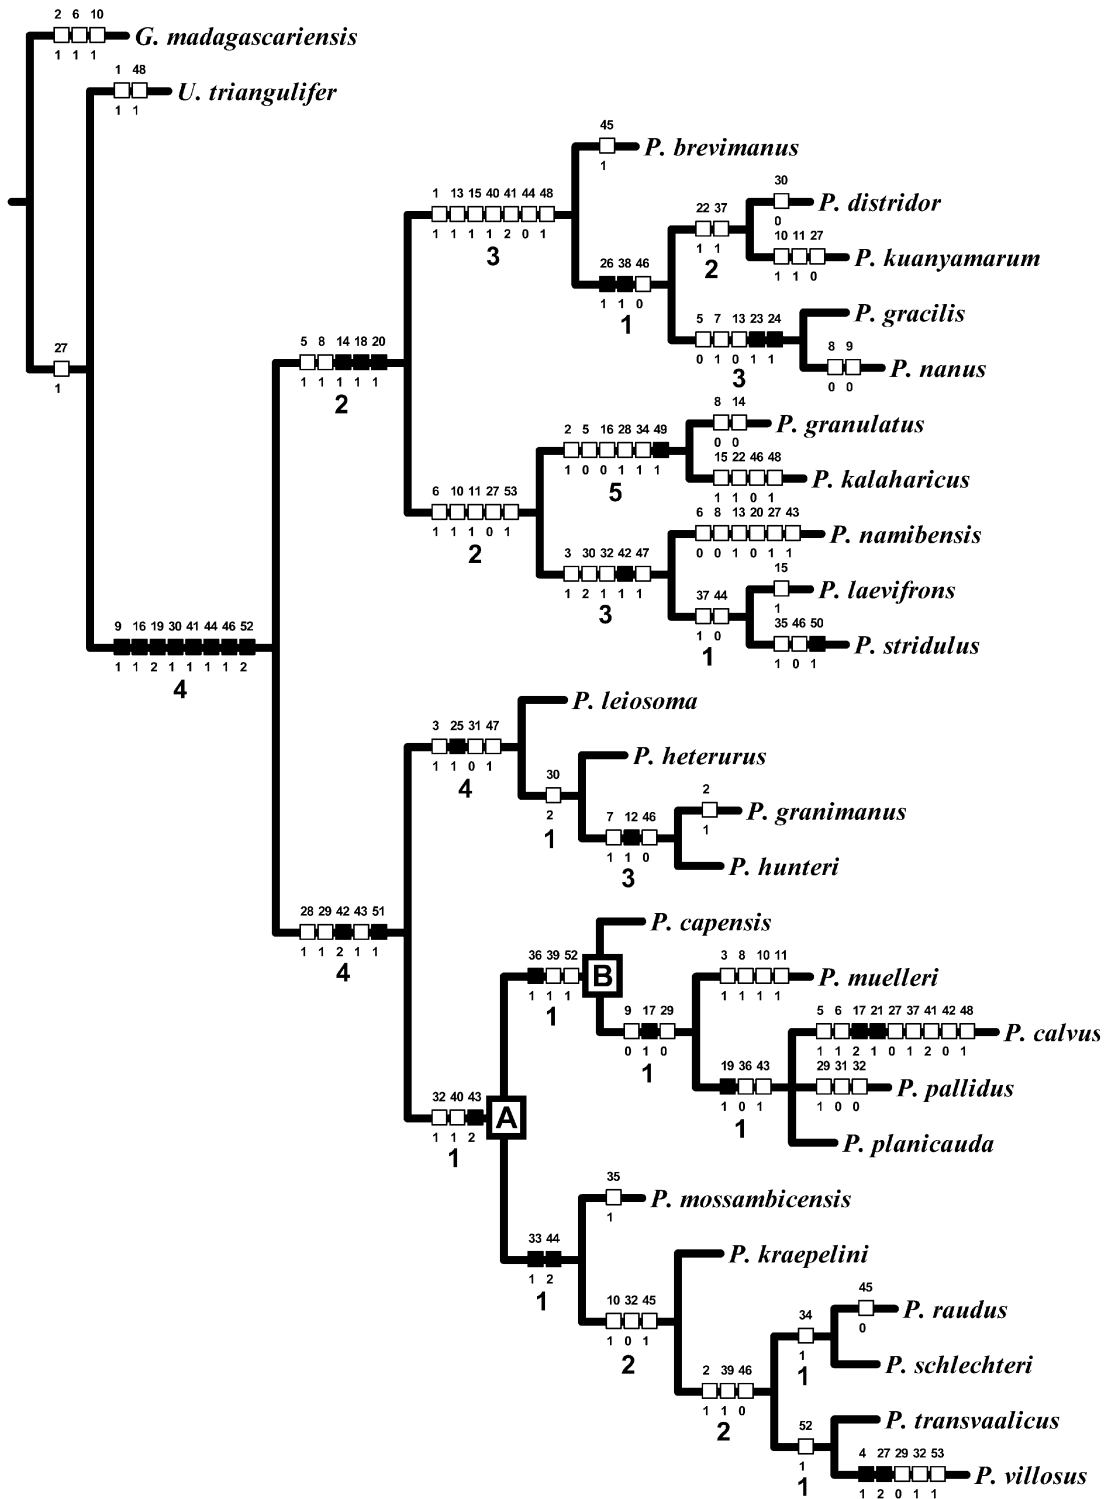 2 6 10
G. madagascariensis
1 1 1
1 48
U. triangulifer
1 1
45
P. brevimanus
1
30
P. distridor
0
1 13 15 40 41 44 48
1 1 1 1 2 0 1
3
22 37
1 1
2
10 11 27
P. kuanyamarum
1 1 0
26 38 46
1 1 0
1
P. gracilis
5 7 13 23 24
0 1 0 1 1
3
27
1
8 9
P. nanus
0 0
5 8 14 18 20
1 1 1 1 1
2
8 14
P. granulatus
0 0
2 5 16 28 34 49
1 0 0 1 1 1
5
15 22 46 48
P. kalaharicus
1 1 0 1
6 10 11 27 53
1 1 1 0 1
2
6 8 13 20 27 43
P. namibensis
0 0 1 0 1 1
3 30 32 42 47
1 2 1 1 1
3
15
P. laevifrons
1
37 44
1 0
1
35 46 50
P. stridulus
1 0 1
9 16 19 30 41 44 46 52
1 1 2 1 1 1 1 2
4
P. leiosoma
3 25 31 47
1 1 0 1
4
P. heterurus
30
2
1
2
P. granimanus
1
7 12 46
1 1 0
3
P. hunteri
28 29 42 43 51
1 1 2 1 1
4
P. capensis
36 39 52
B
1 1 1
1
3 8 10 11
P. muelleri
1 1 1 1
9 17 29
0 1 0
1
5 6 17 21 27 37 41 42 48
P. calvus
1 1 2 1 0 1 2 0 1
19 36 43
1 0 1
1
29 31 32
P. pallidus
1 0 0
32 40 43
A
1 1 2
1
P. planicauda
35
P. mossambicensis
1
33 44
1 2
1
P. kraepelini
10 32 45
1 0 1
2
45
P. raudus
0
34
1
1
P. schlechteri
2 39 46
1 1 0
2
P. transvaalicus
52
1
1
4 27 29 32 53
P. villosus
1 2 0 1 1